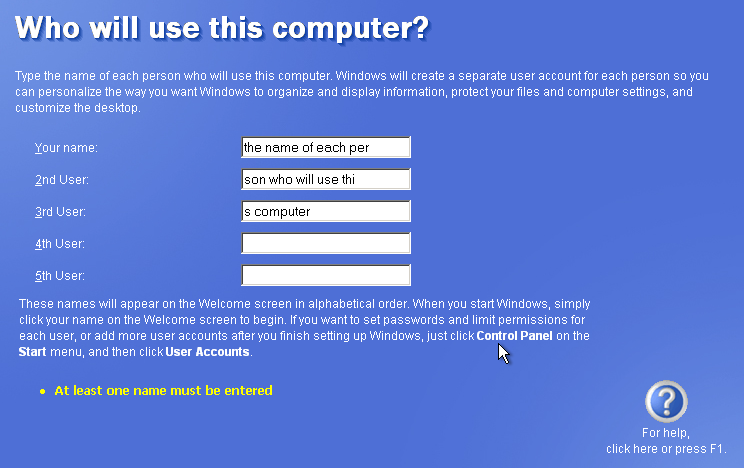 Who will use this computer?
Type the name of each person who will use this computer. Windows will create a separate user account for each person so you
can personalize the way you want Windows to organize and display information, protect your files and computer settings, and
customize the desktop.
Your name: the name of each per
2nd User: son who will use thi
3rd User: s computer
4th User:
5th User:
These names will appear on the Welcome screen in alphabetical order. When you start Windows, simply
click your name on the Welcome screen to begin. If you want to set passwords and limit permissions for
each user, or add more user accounts after you finish setting up Windows, just click Control Panel on the
Start menu, and then click User Accounts.
• At least one name must be entered
?
For help,
click here or press F1.